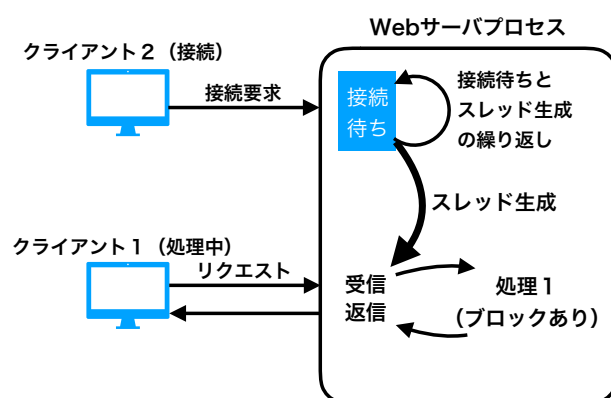 Webサーバプロセス
クライアント２（接続）
接続要求
接続
待ち
接続待ちと
スレッド生成
の繰り返し
スレッド生成
クライアント１（処理中）
リクエスト
受信
返信
処理１
（ブロックあり）